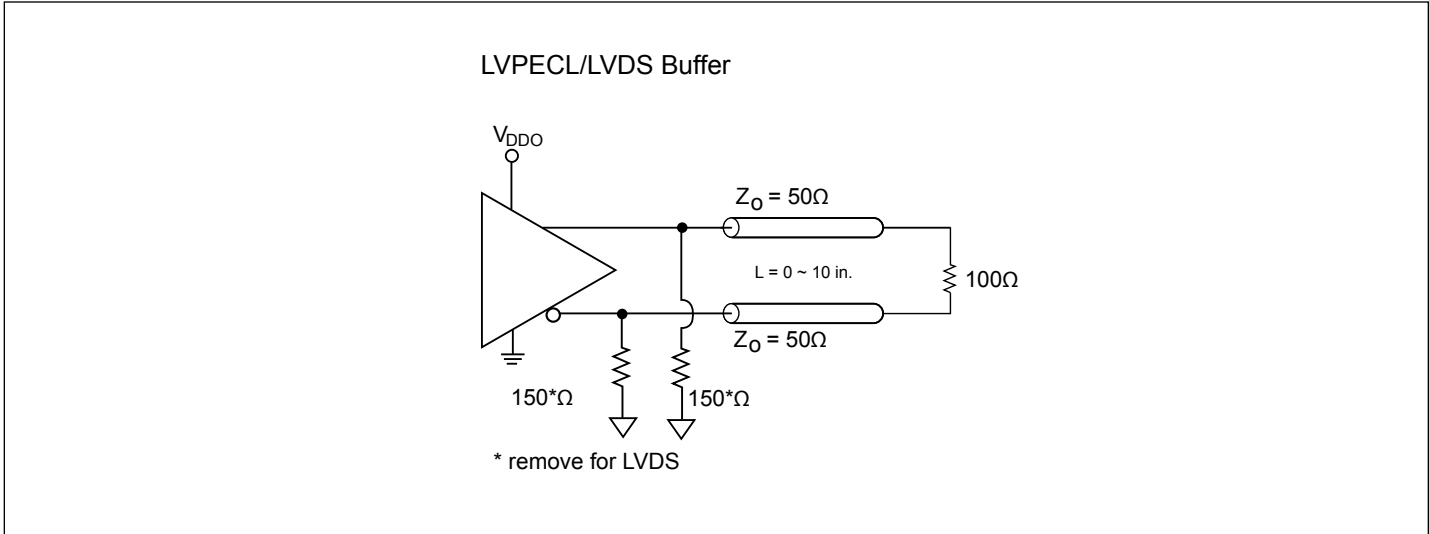 LVPECL/LVDS Buffer
VDDO
ZO = 50Ω
L = 0 ~ 10 in.
100Ω
ZO = 50Ω
150*Ω
150*Ω
* remove for LVDS